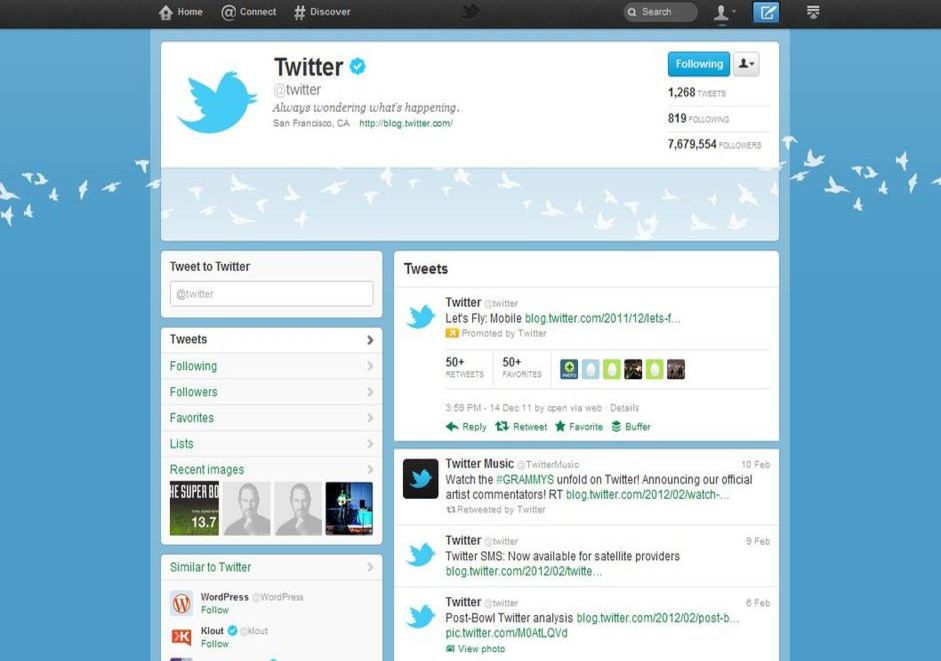 Home @ Connect # Discover Search
Twitter
@twitter
Always wondering what's happening.
San Francisco, CA · http://blog.twitter.com/
Following
1,268 TWEETS
819 FOLLOWING
7,679,554 FOLLOWERS
Tweet to Twitter
@twitter
Tweets
Following
Followers
Favorites
Lists
Recent images
HE SUPER BO
13.7
Similar to Twitter
WordPress @WordPress
Follow
Klout @klout
Follow
Tweets
Twitter @twitter
Let's Fly: Mobile blog.twitter.com/2011/12/lets-f...
Promoted by Twitter
50+ 50+
RETWEETS FAVORITES
3:59 PM - 14 Dec 11 by open via web · Details
Reply Retweet Favorite Buffer
Twitter Music @TwitterMusic 10 Feb
Watch the #GRAMMYS unfold on Twitter! Announcing our official
artist commentators! RT blog.twitter.com/2012/02/watch-...
Retweeted by Twitter
Twitter @twitter 9 Feb
Twitter SMS: Now available for satellite providers
blog.twitter.com/2012/02/twitte...
Twitter @twitter 6 Feb
Post-Bowl Twitter analysis blog.twitter.com/2012/02/post-b...
pic.twitter.com/M0AtLQVd
View photo